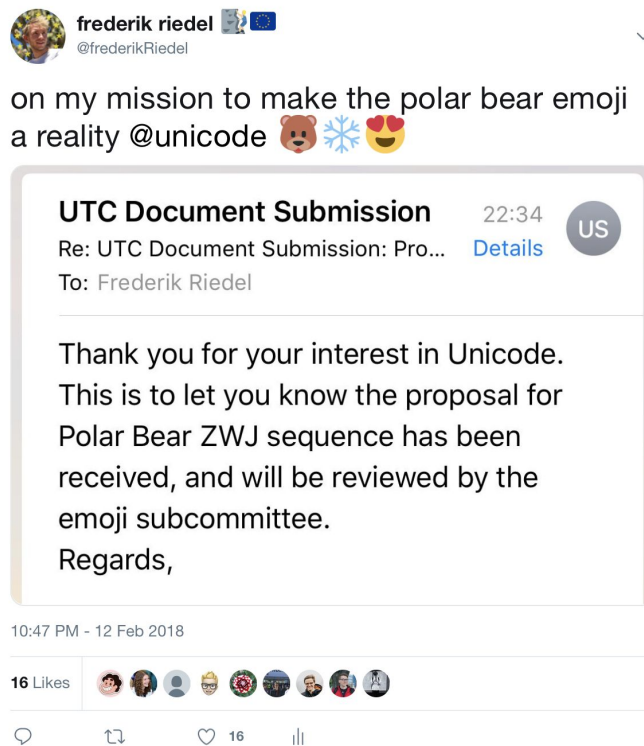 frederik riedel 🇪🇺
@frederikRiedel
on my mission to make the polar bear emoji
a reality @unicode 🐻❄️😍
UTC Document Submission
22:34
US
Re: UTC Document Submission: Pro...
Details
To: Frederik Riedel
Thank you for your interest in Unicode.
This is to let you know the proposal for
Polar Bear ZWJ sequence has been
received, and will be reviewed by the
emoji subcommittee.
Regards,
10:47 PM - 12 Feb 2018
16 Likes
16